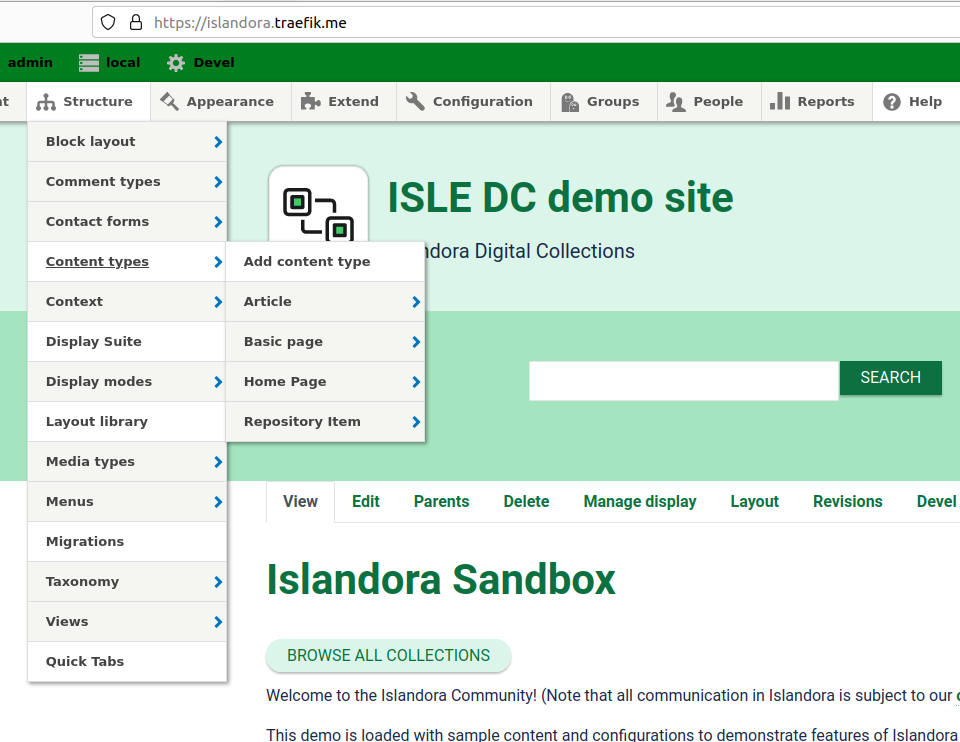 https://islandora.traefik.me
admin local Devel
Structure Appearance Extend Configuration Groups People Reports Help
Block layout
Comment types
Contact forms
Content types
Context
Display Suite
Display modes
Layout library
Media types
Menus
Migrations
Taxonomy
Views
Quick Tabs
Add content type
Article
Basic page
Home Page
Repository Item
ISLE DC demo site
Digital Collections
SEARCH
View Edit Parents Delete Manage display Layout Revisions Devel
Islandora Sandbox
BROWSE ALL COLLECTIONS
Welcome to the Islandora Community! (Note that all communication in Islandora is subject to our
This demo is loaded with sample content and configurations to demonstrate features of Islandora